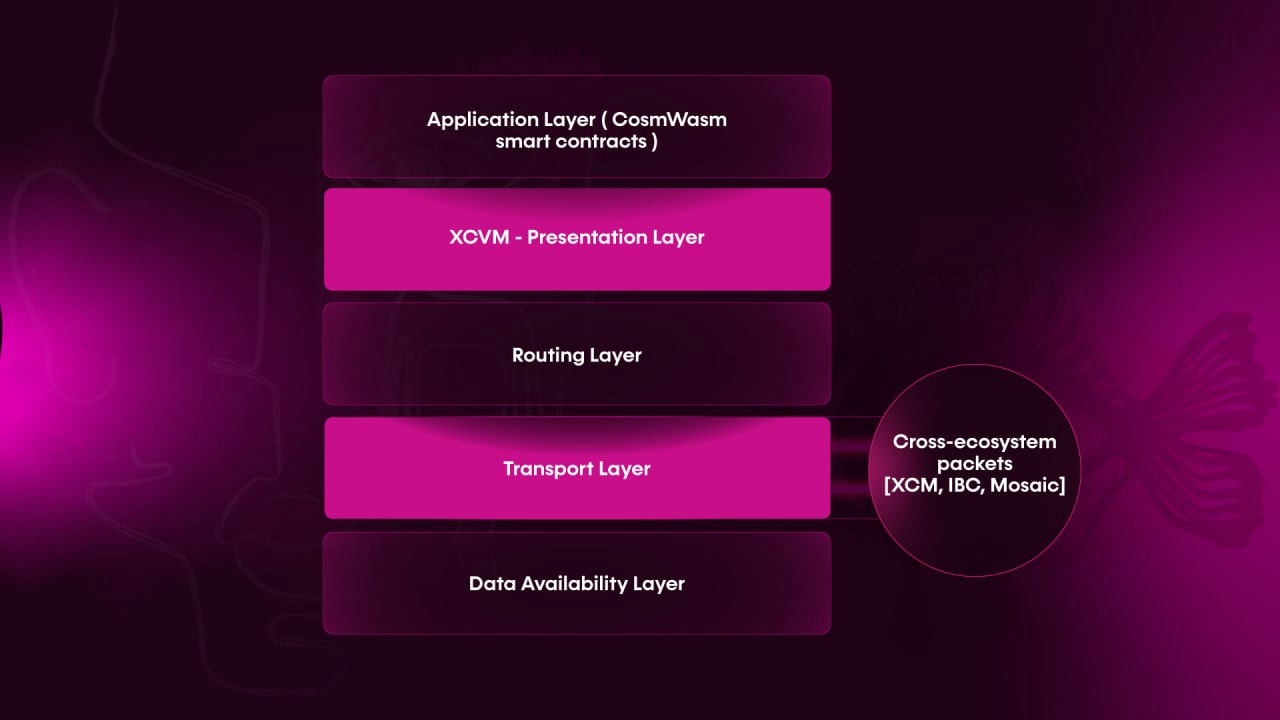 Application Layer ( CosmWasm
smart contracts )
XCVM - Presentation Layer
Routing Layer
Transport Layer
Cross-ecosystem
packets
[XCM, IBC, Mosaic]
Data Availability Layer